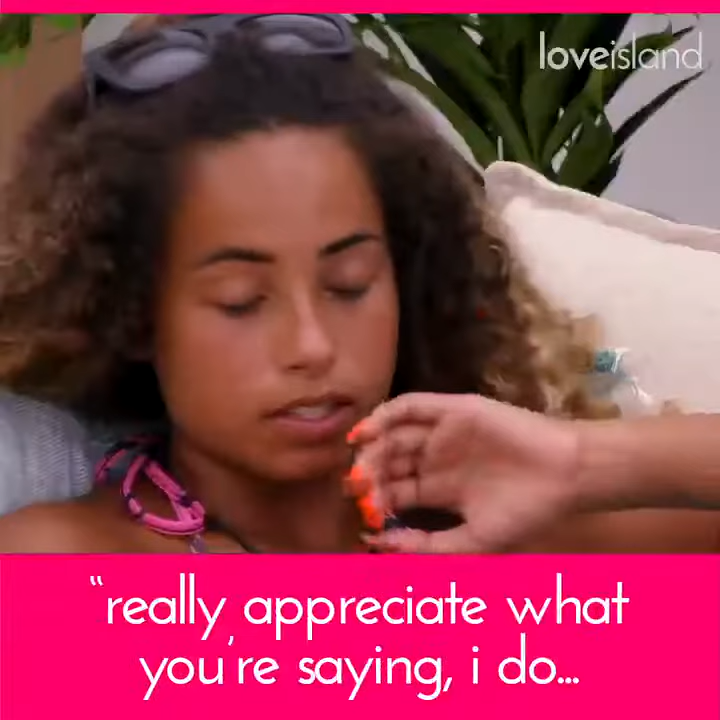 loveisland
“really appreciate what
you're saying, i do...